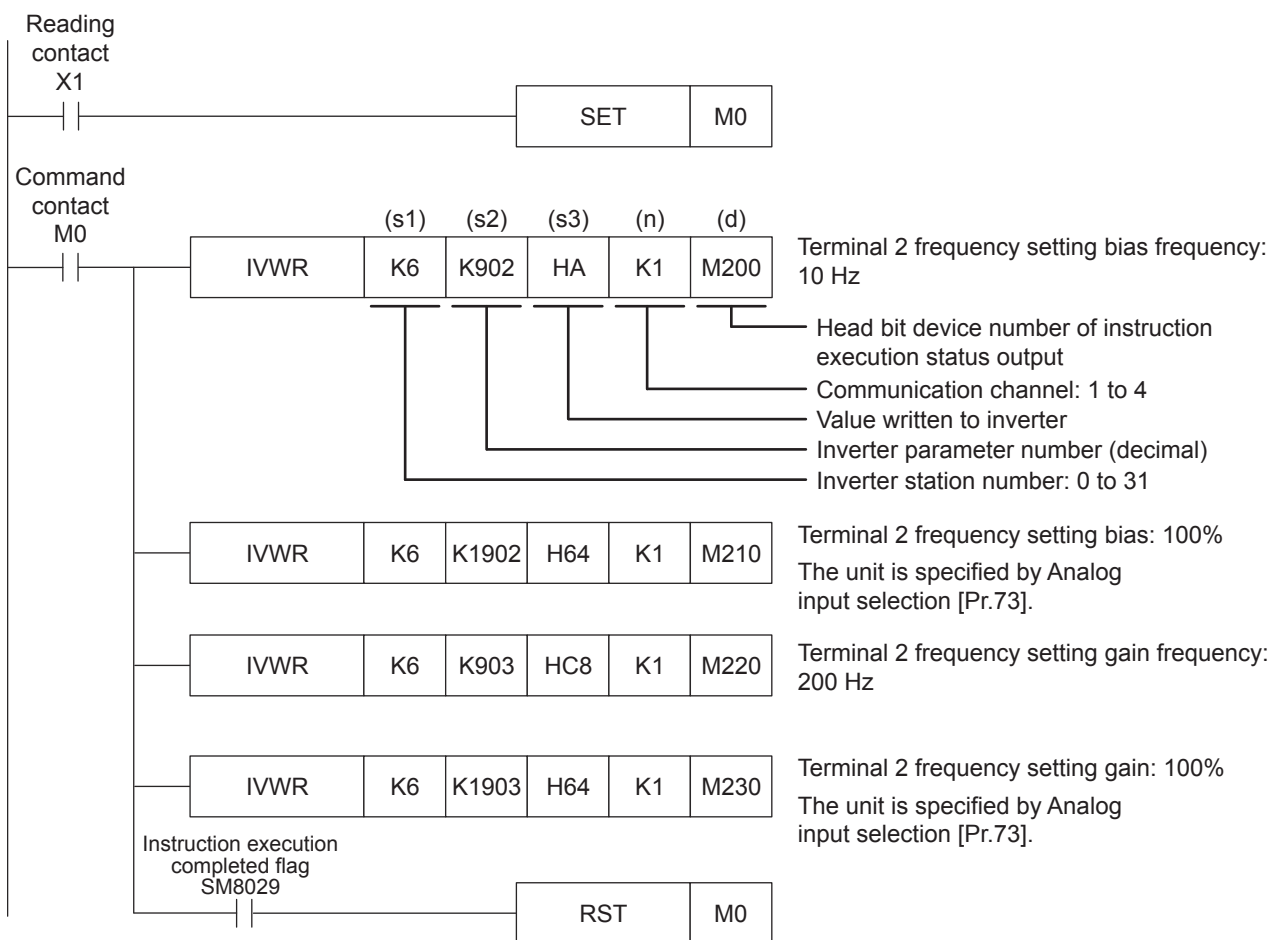 Reading
contact
X1
SET M0
Command
contact
M0
(s1) (s2) (s3) (n) (d)
IVWR K6 K902 HA K1 M200
Terminal 2 frequency setting bias frequency:
10 Hz
Head bit device number of instruction
execution status output
Communication channel: 1 to 4
Value written to inverter
Inverter parameter number (decimal)
Inverter station number: 0 to 31
IVWR K6 K1902 H64 K1 M210
Terminal 2 frequency setting bias: 100%
The unit is specified by Analog
input selection [Pr.73].
IVWR K6 K903 HC8 K1 M220
Terminal 2 frequency setting gain frequency:
200 Hz
IVWR K6 K1903 H64 K1 M230
Terminal 2 frequency setting gain: 100%
The unit is specified by Analog
input selection [Pr.73].
Instruction execution
completed flag
SM8029
RST M0